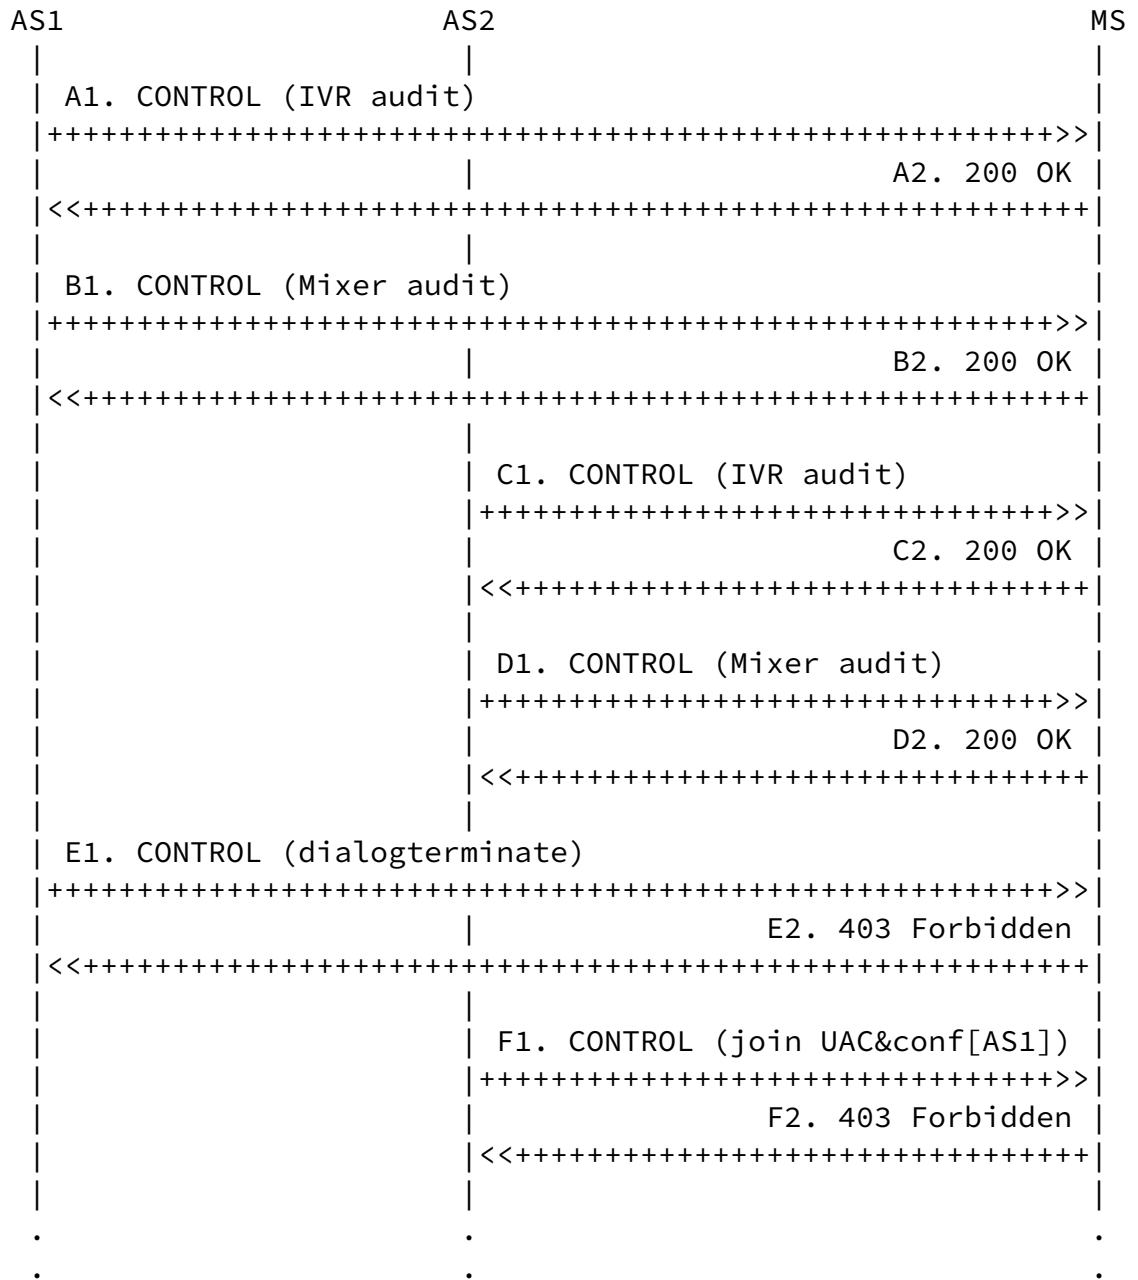 AS1 AS2 MS
A1. CONTROL (IVR audit)
A2. 200 OK
B1. CONTROL (Mixer audit)
B2. 200 OK
C1. CONTROL (IVR audit)
C2. 200 OK
D1. CONTROL (Mixer audit)
D2. 200 OK
E1. CONTROL (dialogterminate)
E2. 403 Forbidden
F1. CONTROL (join UAC&conf[AS1])
F2. 403 Forbidden